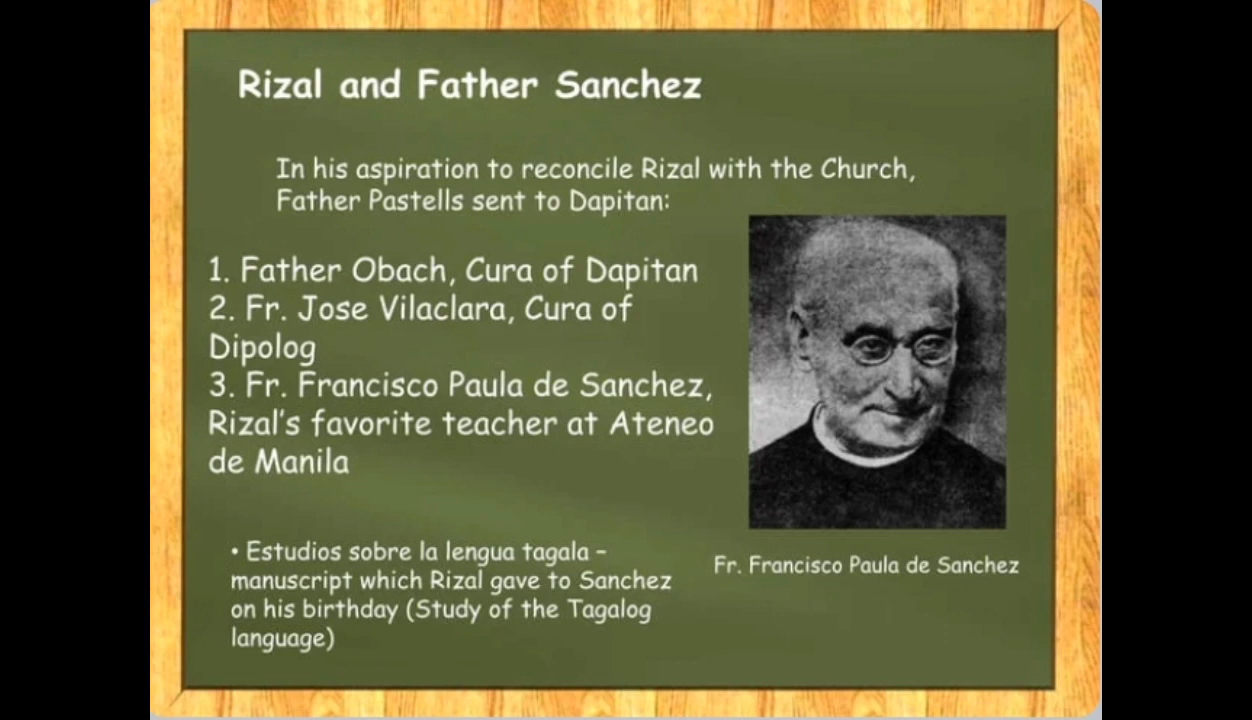 Rizal and Father Sanchez
In his aspiration to reconcile Rizal with the Church,
Father Pastells sent to Dapitan:
1. Father Obach, Cura of Dapitan
2. Fr. Jose Vilaclara, Cura of
Dipolog
3. Fr. Francisco Paula de Sanchez,
Rizal's favorite teacher at Ateneo
de Manila
• Estudios sobre la lengua tagala –
manuscript which Rizal gave to Sanchez
on his birthday (Study of the Tagalog
language)
Fr. Francisco Paula de Sanchez